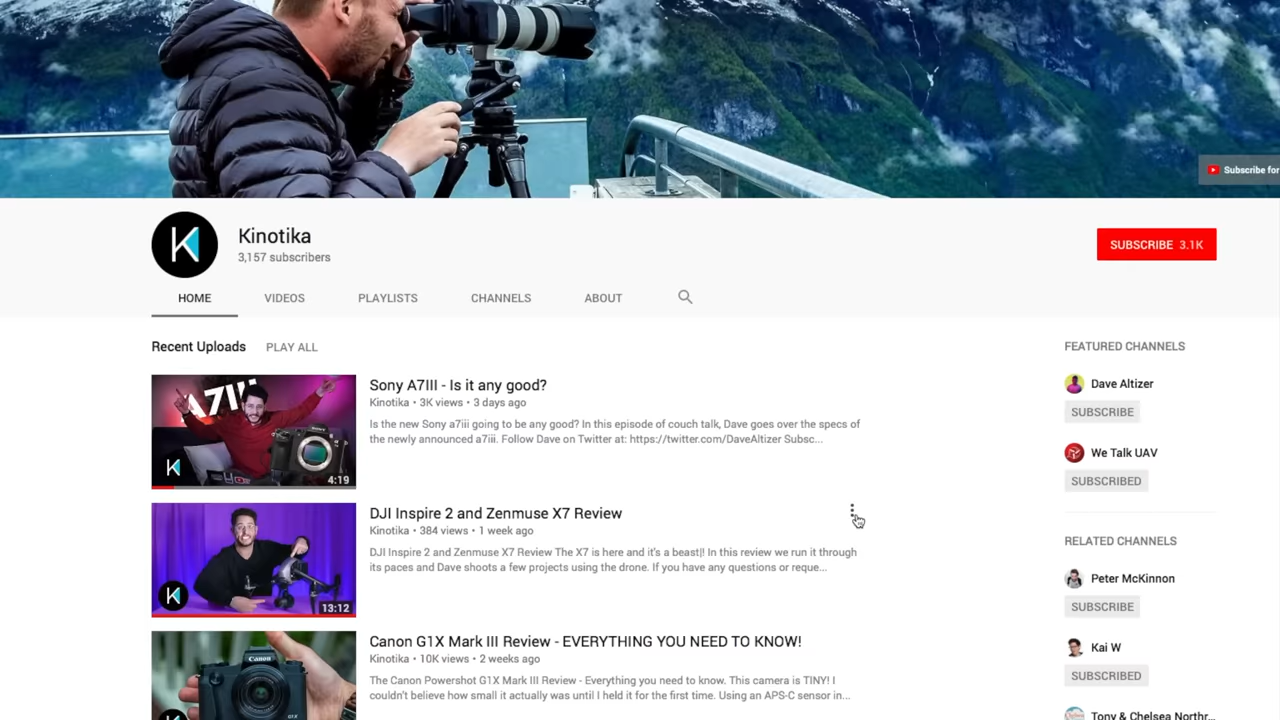 Subscribe for
Kinotika
3,157 subscribers
SUBSCRIBE 3.1K
HOME
VIDEOS
PLAYLISTS
CHANNELS
ABOUT
Recent Uploads
PLAY ALL
A7III
4:19
Sony A7III - Is it any good?
Kinotika • 3K views • 3 days ago
Is the new Sony a7iii going to be any good? In this episode of couch talk, Dave goes over the specs of
the newly announced a7iii. Follow Dave on Twitter at: https://twitter.com/DaveAltizer Subsc...
13:12
DJI Inspire 2 and Zenmuse X7 Review
Kinotika • 384 views • 1 week ago
DJI Inspire 2 and Zenmuse X7 Review The X7 is here and it's a beast|! In this review we run it through
its paces and Dave shoots a few projects using the drone. If you have any questions or reque...
Canon
G1X
Canon G1X Mark III Review - EVERYTHING YOU NEED TO KNOW!
Kinotika • 10K views • 2 weeks ago
The Canon Powershot G1X Mark III Review - Everything you need to know. This camera is TINY! I
couldn't believe how small it actually was until I held it for the first time. Using an APS-C sensor in...
FEATURED CHANNELS
Dave Altizer
SUBSCRIBE
We Talk UAV
SUBSCRIBED
RELATED CHANNELS
Peter McKinnon
SUBSCRIBE
Kai W
SUBSCRIBED
Tony & Chelsea Northr...